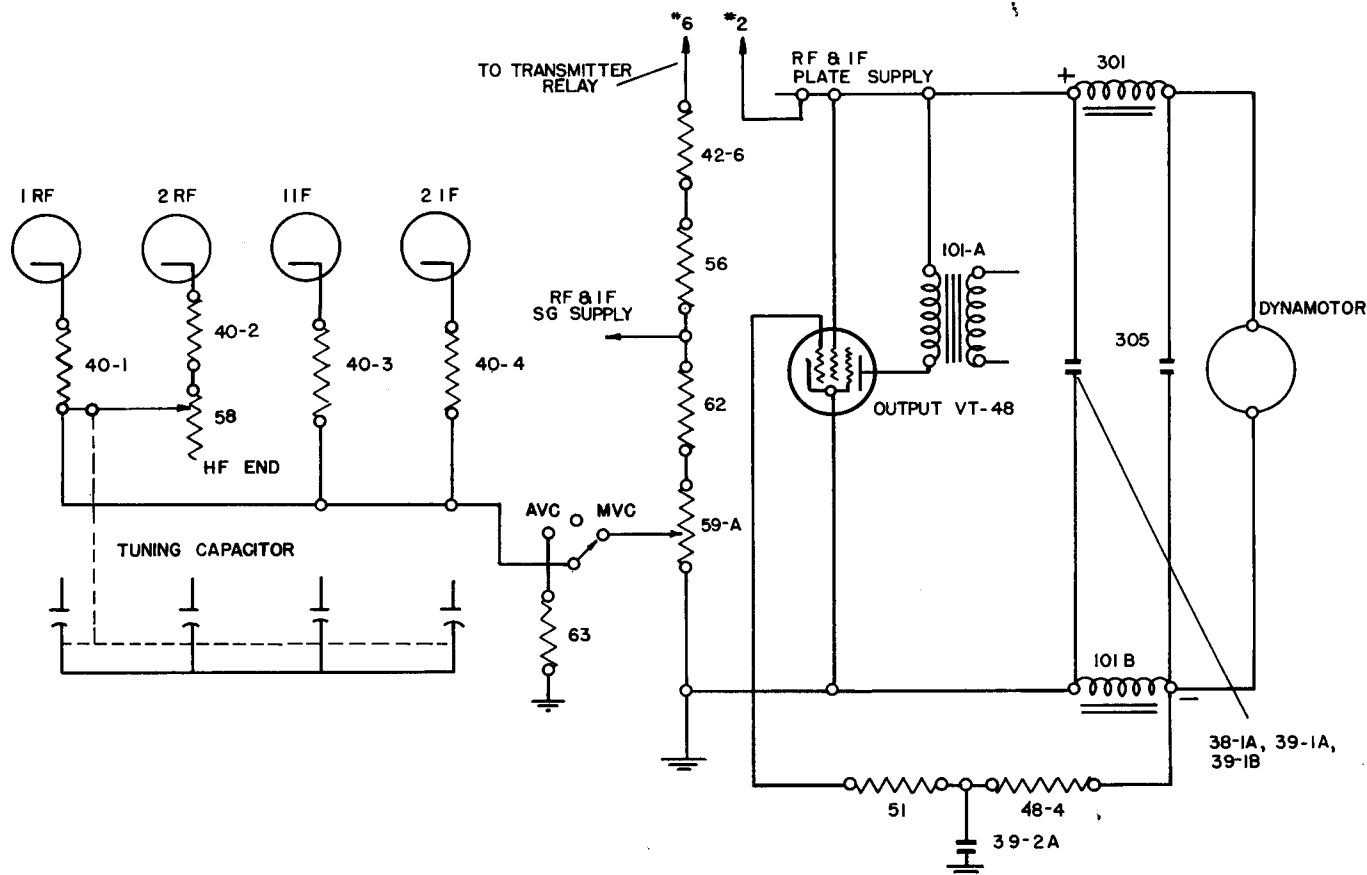 *6 *2
TO TRANSMITTER
RELAY
RF & IF
PLATE SUPPLY
+
301
42-6
1 RF
2 RF
1 IF
2 IF
56
101-A
RF & IF
SG SUPPLY
DYNAMOTOR
40-1
40-2
40-3
40-4
305
58
HF END
62
OUTPUT VT-48
AVC
MVC
59-A
TUNING CAPACITOR
63
101 B
–
38-1A, 39-1A,
39-1B
51
48-4
39-2A